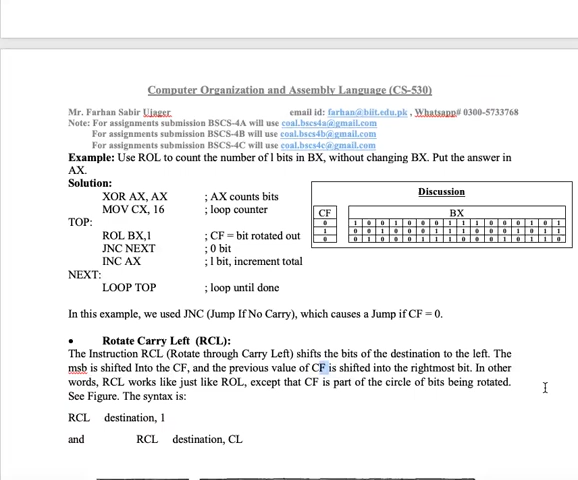 Computer Organization and Assembly Language (CS-530)
Mr. Farhan Sabir Ujager email id: farhan@biit.edu.pk , Whatsapp# 0300-5733768
Note: For assignments submission BSCS-4A will use coal.bscs4a@gmail.com
For assignments submission BSCS-4B will use coal.bscs4b@gmail.com
For assignments submission BSCS-4C will use coal.bscs4c@gmail.com
Example: Use ROL to count the number of 1 bits in BX, without changing BX. Put the answer in
AX.
Solution:
Discussion
XOR AX, AX ; AX counts bits
MOV CX, 16 ; loop counter
CF BX
0 1 0 0 1 0 0 0 1 1 1 0 0 0 1 0 1
1 0 0 1 0 0 0 1 1 1 0 0 0 1 0 1 1
0 0 1 0 0 0 1 1 1 0 0 0 1 0 1 1 0
TOP:
ROL BX,1 ; CF = bit rotated out
JNC NEXT ; 0 bit
INC AX ; 1 bit, increment total
NEXT:
LOOP TOP ; loop until done
In this example, we used JNC (Jump If No Carry), which causes a Jump if CF = 0.
• Rotate Carry Left (RCL):
The Instruction RCL (Rotate through Carry Left) shifts the bits of the destination to the left. The
msb is shifted Into the CF, and the previous value of CF is shifted into the rightmost bit. In other
words, RCL works like just like ROL, except that CF is part of the circle of bits being rotated.
See Figure. The syntax is:
RCL destination, 1
and RCL destination, CL